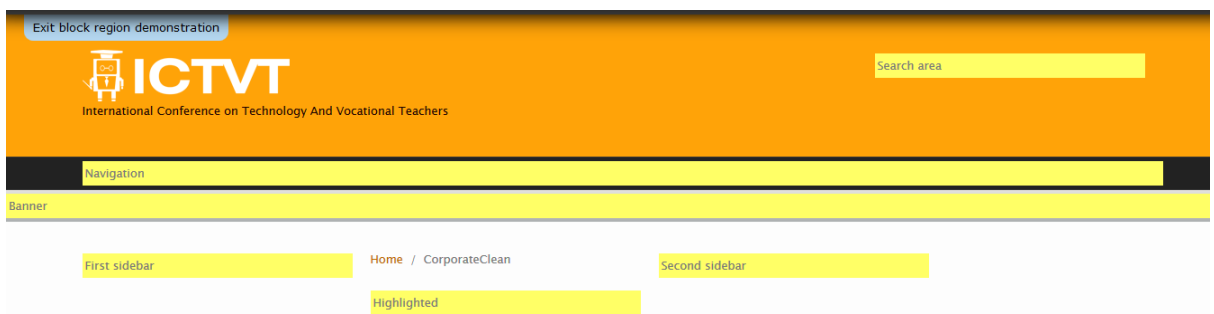 Exit block region demonstration
ICTVT
Search area
International Conference on Technology And Vocational Teachers
Navigation
Banner
First sidebar
Home / CorporateClean
Second sidebar
Highlighted